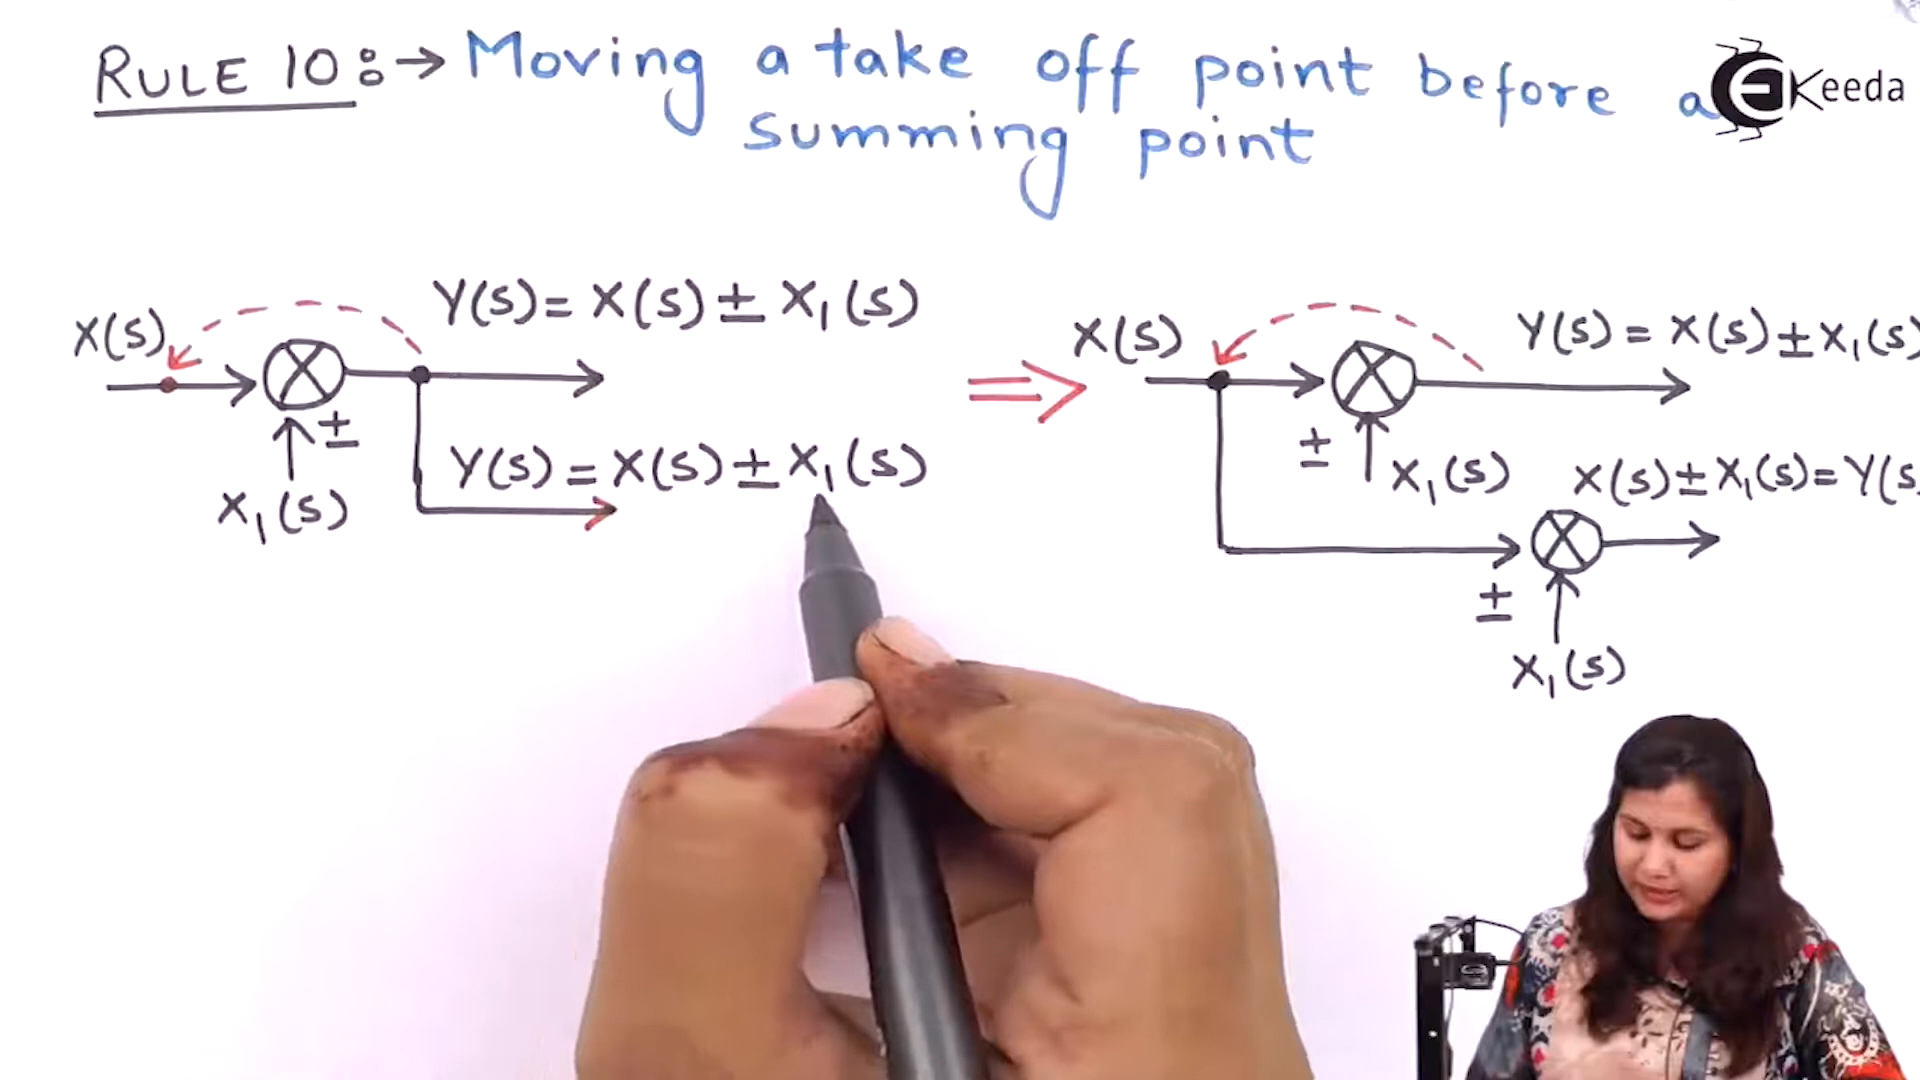 RULE 10:→ Moving a take off point before a
summing point
Keeda
X(s)
Y(s) = X(s) ± X₁(s)
±
X₁(s)
Y(s) = X(s) ± X₁(s)
⇒
X(s)
Y(s) = X(s) ± X₁(s)
±
X₁(s)
X(s) ± X₁(s) = Y(s
±
X₁(s)